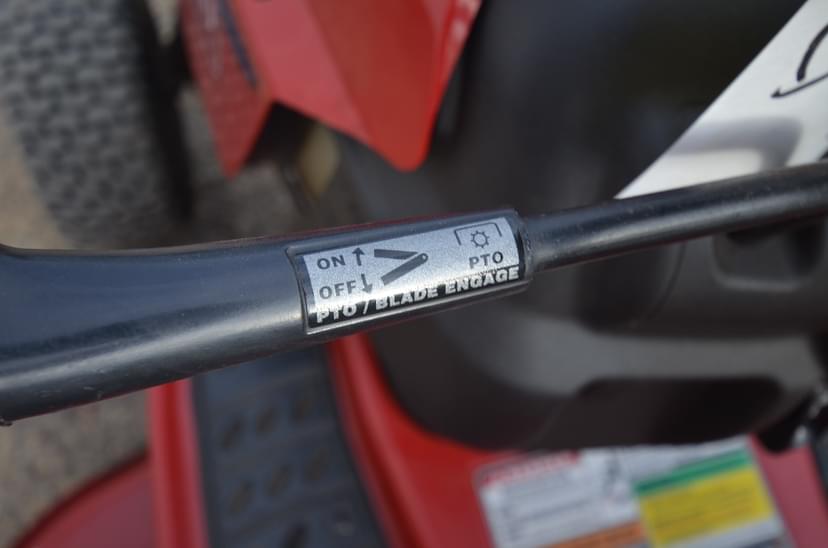 ON
OFF
PTO
PTO / BLADE ENGAGE